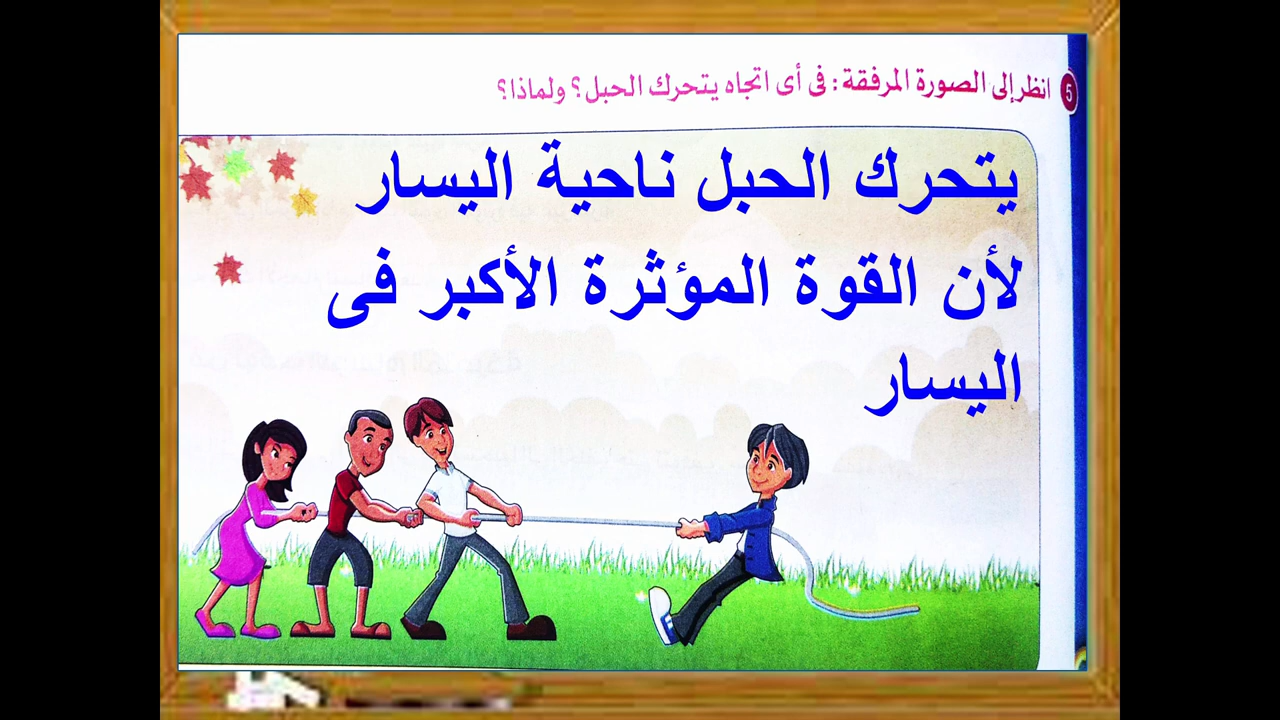 5 انظر إلى الصورة المرفقة: فى أى اتجاه يتحرك الحبل؟ ولماذا؟
يتحرك الحبل ناحية اليسار
لأن القوة المؤثرة الأكبر فى
اليسار